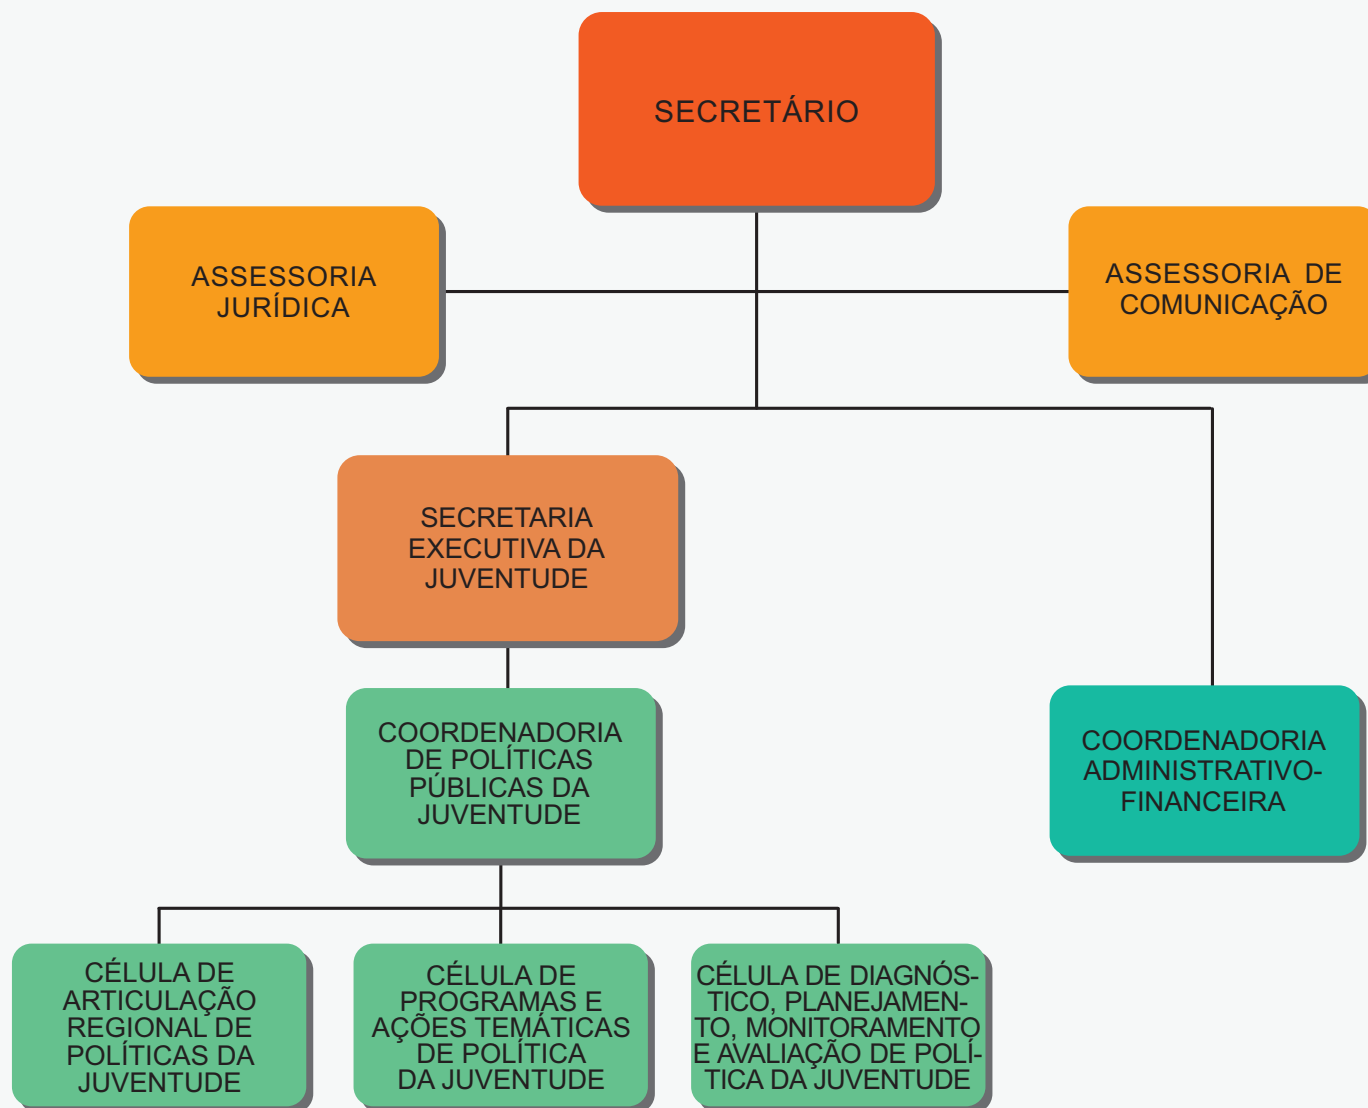 SECRETÁRIO
ASSESSORIA
JURÍDICA
ASSESSORIA DE
COMUNICAÇÃO
SECRETARIA
EXECUTIVA DA
JUVENTUDE
COORDENADORIA
DE POLÍTICAS
PÚBLICAS DA
JUVENTUDE
COORDENADORIA
ADMINISTRATIVO-
FINANCEIRA
CÉLULA DE
ARTICULAÇÃO
REGIONAL DE
POLÍTICAS DA
JUVENTUDE
CÉLULA DE
PROGRAMAS E
AÇÕES TEMÁTICAS
DE POLÍTICA
DA JUVENTUDE
CÉLULA DE DIAGNÓS-
TICO, PLANEJAMEN-
TO, MONITORAMENTO
E AVALIAÇÃO DE POLÍ-
TICA DA JUVENTUDE